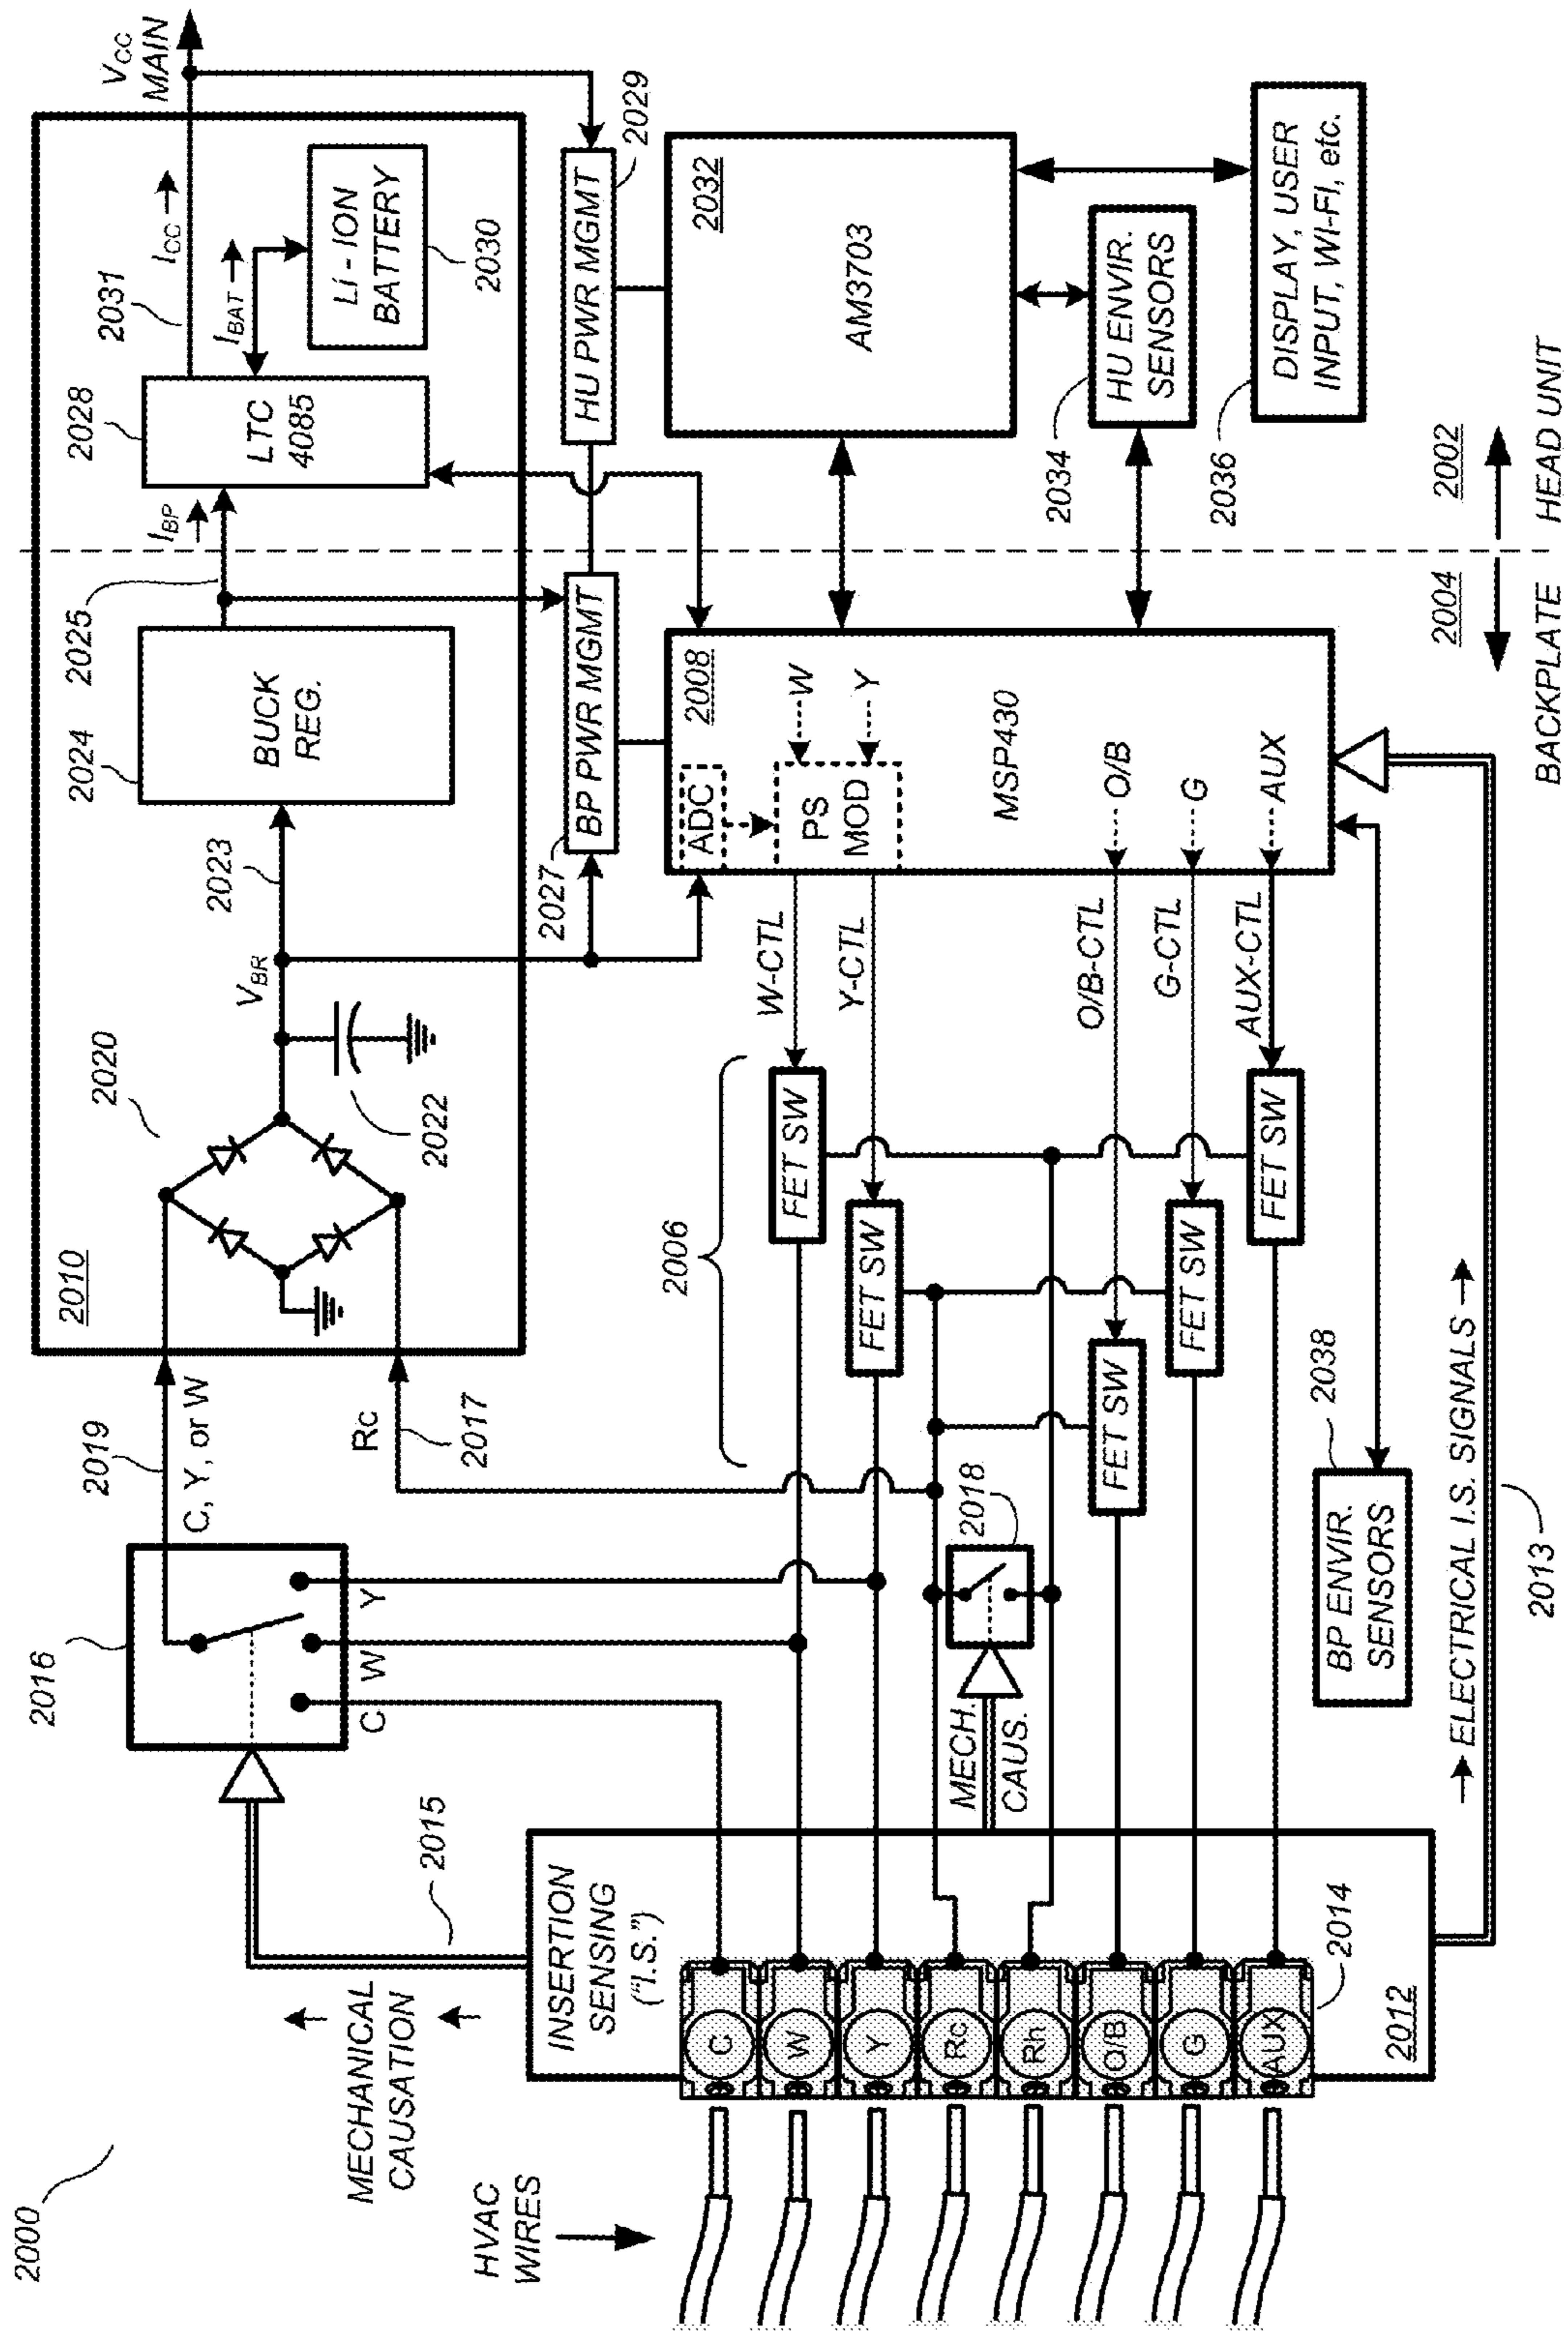 2000
HVAC
WIRES
MECHANICAL
CAUSATION
2015
INSERTION
SENSING
("I.S.")
C
W
Y
Rc
Rh
O/B
G
AUX
2012
2014
2016
C
W
Y
2019
C, Y, or W
Rc
2017
MECH.
CAUS.
2018
2006
FET SW
FET SW
FET SW
FET SW
FET SW
W-CTL
Y-CTL
O/B-CTL
G-CTL
AUX-CTL
BP ENVIR.
SENSORS
2038
ELECTRICAL I.S. SIGNALS
2013
2010
2020
2022
VBR
2023
2024
BUCK
REG.
2025
IBP
2027
BP PWR MGMT
2008
ADC
PS
MOD
W
Y
MSP430
O/B
G
AUX
2028
LTC
4085
2031
ICC
IBAT
Li - ION
BATTERY
2030
VCC
MAIN
HU PWR MGMT
2029
2032
AM3703
HU ENVIR.
SENSORS
2034
DISPLAY, USER
INPUT, WI-FI, etc.
2036
2004
BACKPLATE
2002
HEAD UNIT